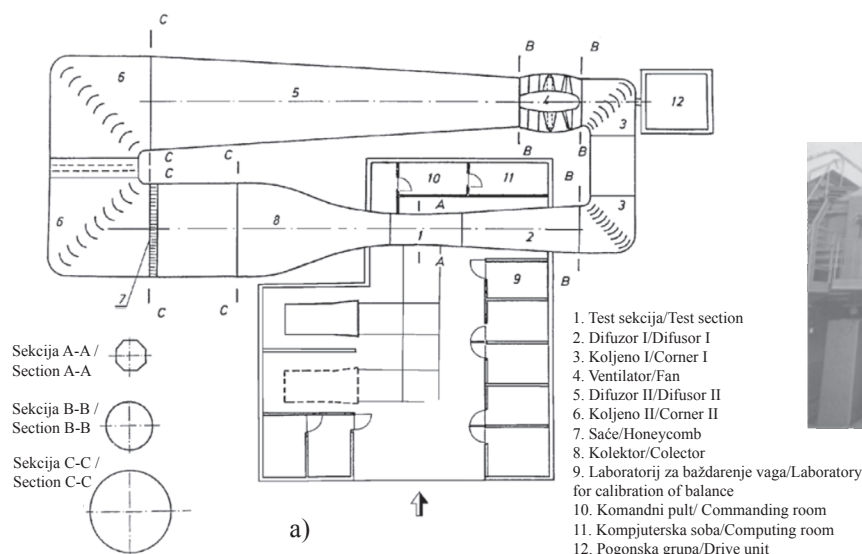 C
B
B
6
5
4
3
12
C
C
B
B
10
11
B
C
A
3
6
8
1
2
A
7
9
B
C
C
Sekcija A-A /
Section A-A
Sekcija B-B /
Section B-B
Sekcija C-C /
Section C-C
a)
1. Test sekcija/Test section
2. Difuzor I/Difusor I
3. Koljeno I/Corner I
4. Ventilator/Fan
5. Difuzor II/Difusor II
6. Koljeno II/Corner II
7. Saće/Honeycomb
8. Kolektor/Colector
9. Laboratorij za baždarenje vaga/Laboratory
for calibration of balance
10. Komandni pult/ Commanding room
11. Kompjuterska soba/Computing room
12. Pogonska grupa/Drive unit